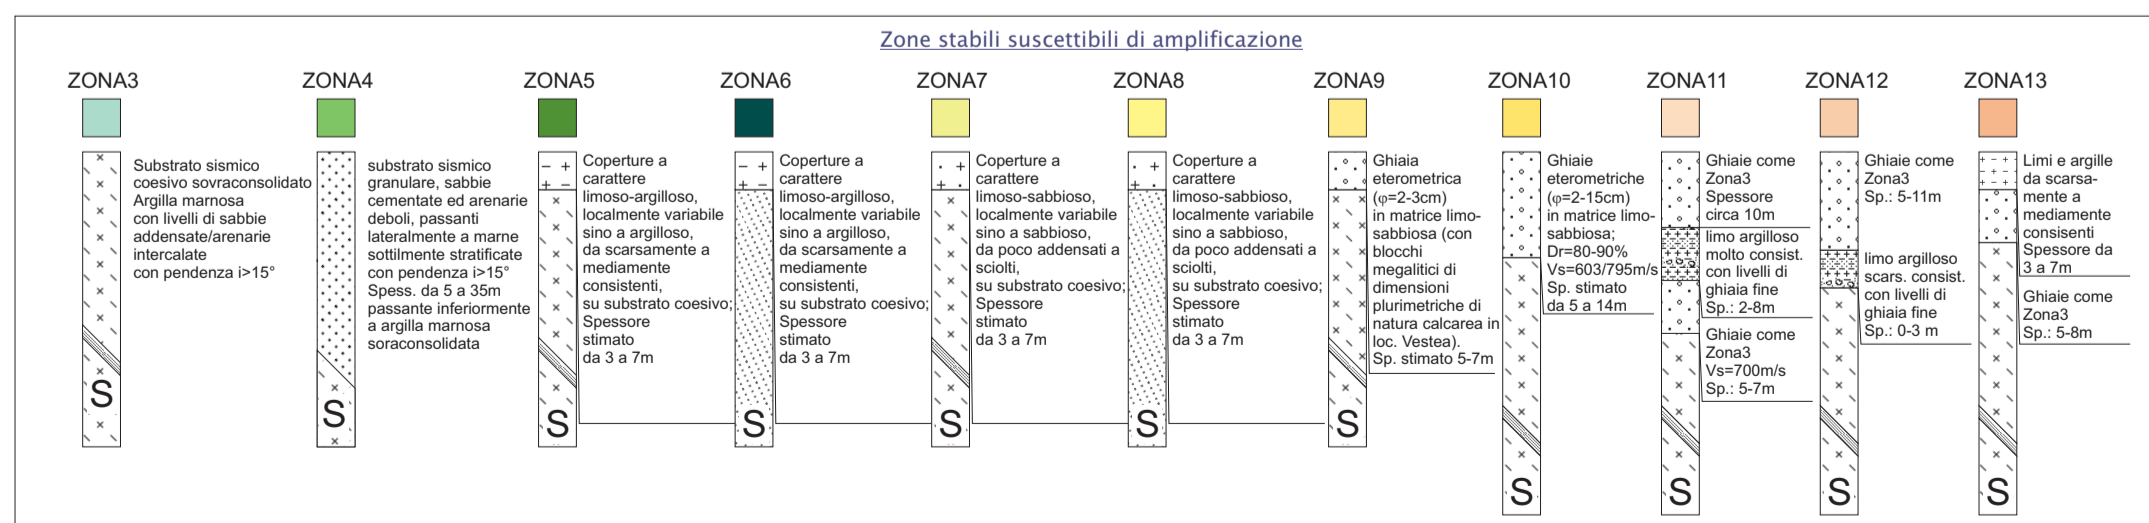 Zone stabili suscettibili di amplificazione
ZONA3
Substrato sismico
coesivo sovraconsolidato
Argilla marnosa
con livelli di sabbie
addensate/arenarie
intercalate
con pendenza i>15°
S
ZONA4
substrato sismico
granulare, sabbie
cementate ed arenarie
deboli, passanti
lateralmente a marne
sottilmente stratificate
con pendenza i>15°
Spess. da 5 a 35m
passante inferiormente
a argilla marnosa
soraconsolidata
S
ZONA5
Coperture a
carattere
limoso-argilloso,
localmente variabile
sino a argilloso,
da scarsamente a
mediamente
consistenti,
su substrato coesivo;
Spessore
stimato
da 3 a 7m
S
ZONA6
Coperture a
carattere
limoso-argilloso,
localmente variabile
sino a argilloso,
da scarsamente a
mediamente
consistenti,
su substrato coesivo;
Spessore
stimato
da 3 a 7m
S
ZONA7
Coperture a
carattere
limoso-sabbioso,
localmente variabile
sino a sabbioso,
da poco addensati a
sciolti,
su substrato coesivo;
Spessore
stimato
da 3 a 7m
S
ZONA8
Coperture a
carattere
limoso-sabbioso,
localmente variabile
sino a sabbioso,
da poco addensati a
sciolti,
su substrato coesivo;
Spessore
stimato
da 3 a 7m
S
ZONA9
Ghiaia
eterometrica
(φ=2-3cm)
in matrice limo-
sabbiosa (con
blocchi
megalitici di
dimensioni
plurimetriche di
natura calcarea in
loc. Vestea).
Sp. stimato 5-7m
S
ZONA10
Ghiaie
eterometriche
(φ=2-15cm)
in matrice limo-
sabbiosa;
Dr=80-90%
Vs=603/795m/s
Sp. stimato
da 5 a 14m
S
ZONA11
Ghiaie come
Zona3
Spessore
circa 10m
limo argilloso
molto consist.
con livelli di
ghiaia fine
Sp.: 2-8m
Ghiaie come
Zona3
Vs=700m/s
Sp.: 5-7m
S
ZONA12
Ghiaie come
Zona3
Sp.: 5-11m
limo argilloso
scars. consist.
con livelli di
ghiaia fine
Sp.: 0-3 m
S
ZONA13
Limi e argille
da scarsa-
mente a
mediamente
consisenti
Spessore da
3 a 7m
Ghiaie come
Zona3
Sp.: 5-8m
S